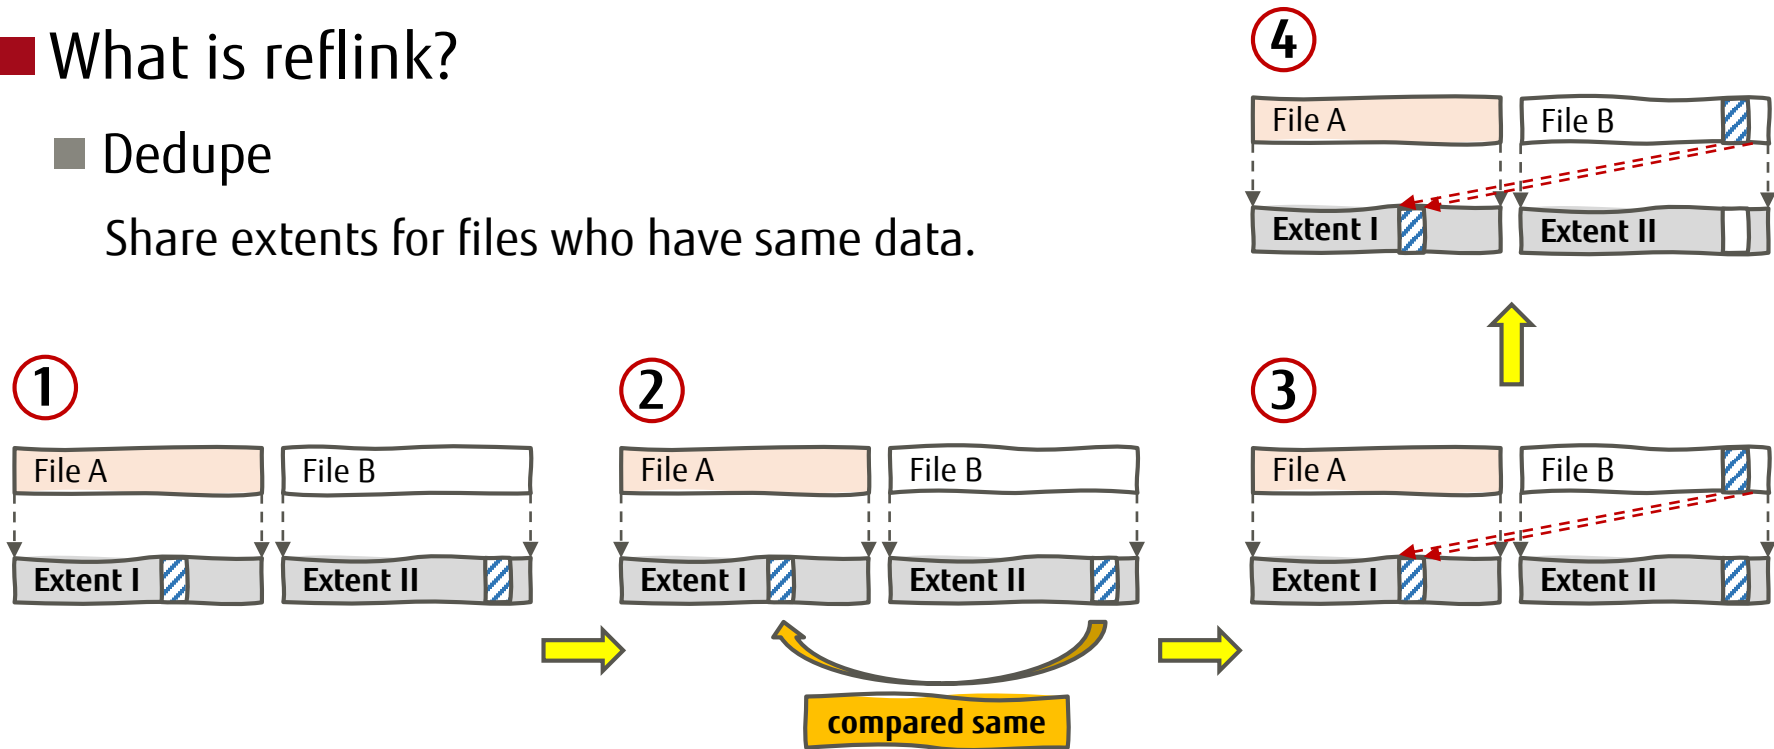 What is reflink?
Dedupe
Share extents for files who have same data.
1
File A
File B
Extent I
Extent II
2
File A
File B
Extent I
Extent II
compared same
3
File A
File B
Extent I
Extent II
4
File A
File B
Extent I
Extent II